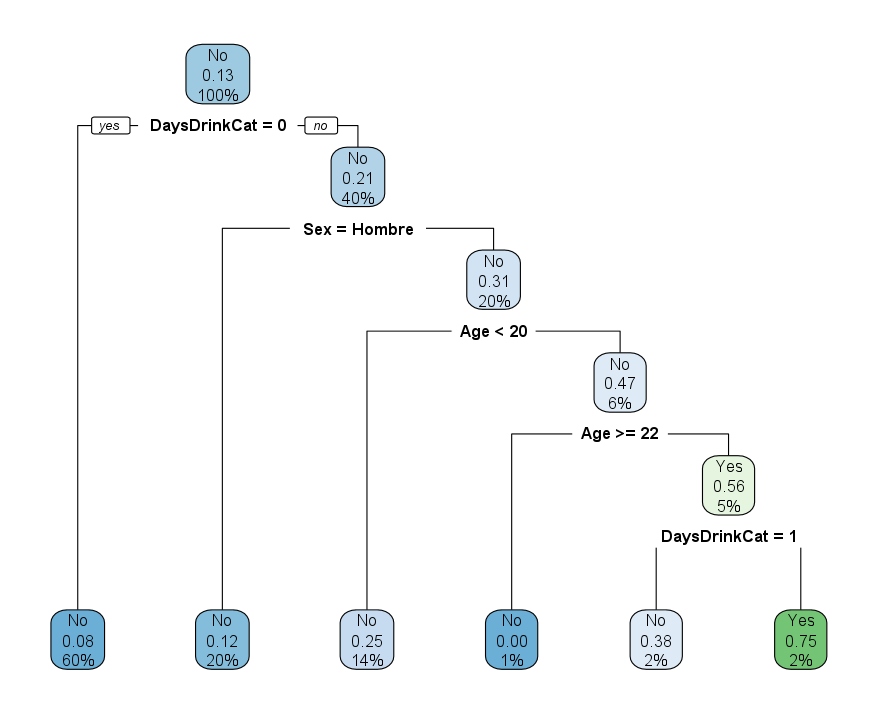 No
0.13
100%
yes DaysDrinkCat = 0 no
No
0.21
40%
Sex = Hombre
No
0.31
20%
Age < 20
No
0.47
6%
Age >= 22
Yes
0.56
5%
DaysDrinkCat = 1
No
0.08
60%
No
0.12
20%
No
0.25
14%
No
0.00
1%
No
0.38
2%
Yes
0.75
2%